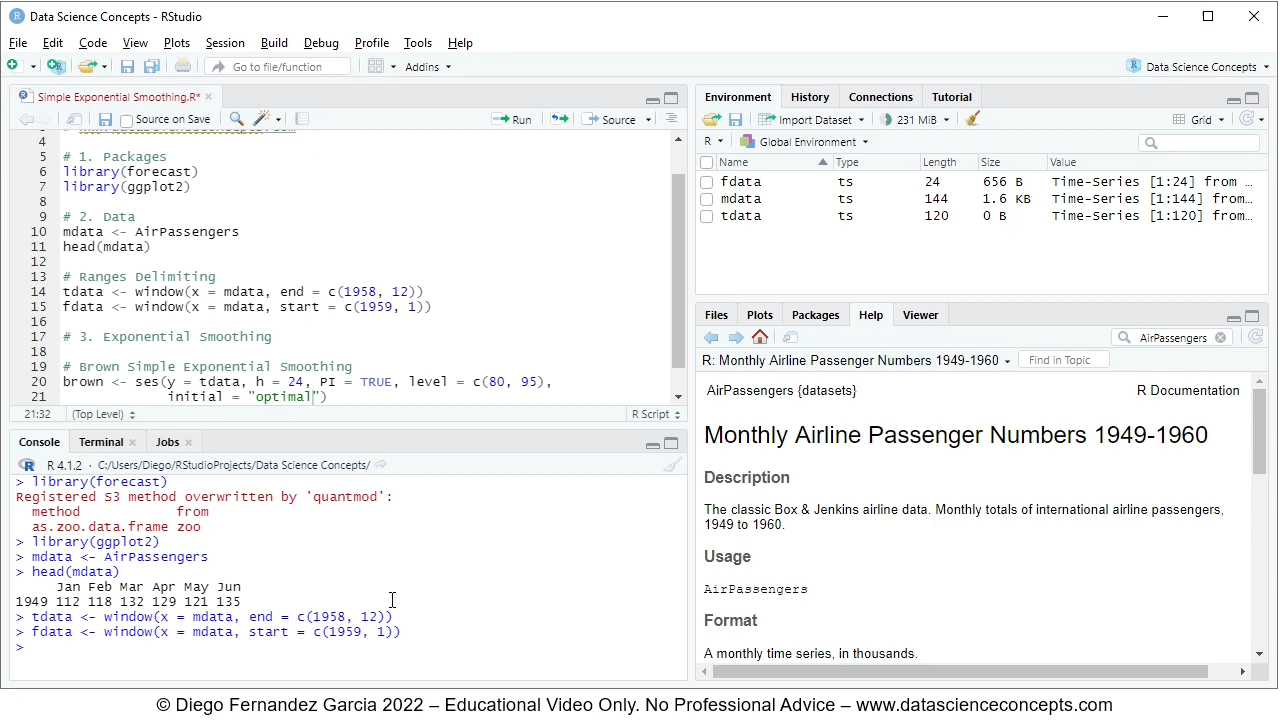 Data Science Concepts - RStudio
File Edit Code View Plots Session Build Debug Profile Tools Help
Go to file/function Addins Data Science Concepts
Simple Exponential Smoothing.R*
Source on Save Run Source
4
5 # 1. Packages
6 library(forecast)
7 library(ggplot2)
8
9 # 2. Data
10 mdata <- AirPassengers
11 head(mdata)
12
13 # Ranges Delimiting
14 tdata <- window(x = mdata, end = c(1958, 12))
15 fdata <- window(x = mdata, start = c(1959, 1))
16
17 # 3. Exponential Smoothing
18
19 # Brown Simple Exponential Smoothing
20 brown <- ses(y = tdata, h = 24, PI = TRUE, level = c(80, 95),
21 initial = "optimal")
21:32 (Top Level) R Script
Console Terminal Jobs
R 4.1.2 · C:/Users/Diego/RStudioProjects/Data Science Concepts/
> library(forecast)
Registered S3 method overwritten by 'quantmod':
method from
as.zoo.data.frame zoo
> library(ggplot2)
> mdata <- AirPassengers
> head(mdata)
Jan Feb Mar Apr May Jun
1949 112 118 132 129 121 135
> tdata <- window(x = mdata, end = c(1958, 12))
> fdata <- window(x = mdata, start = c(1959, 1))
>
Environment History Connections Tutorial
Import Dataset 231 MiB Grid
R Global Environment
Name Type Length Size Value
fdata ts 24 656 B Time-Series [1:24] from …
mdata ts 144 1.6 KB Time-Series [1:144] from…
tdata ts 120 0 B Time-Series [1:120] from…
Files Plots Packages Help Viewer
AirPassengers
R: Monthly Airline Passenger Numbers 1949-1960 Find in Topic
AirPassengers {datasets} R Documentation
Monthly Airline Passenger Numbers 1949-1960
Description
The classic Box & Jenkins airline data. Monthly totals of international airline passengers,
1949 to 1960.
Usage
AirPassengers
Format
A monthly time series, in thousands.
© Diego Fernandez Garcia 2022 – Educational Video Only. No Professional Advice – www.datascienceconcepts.com